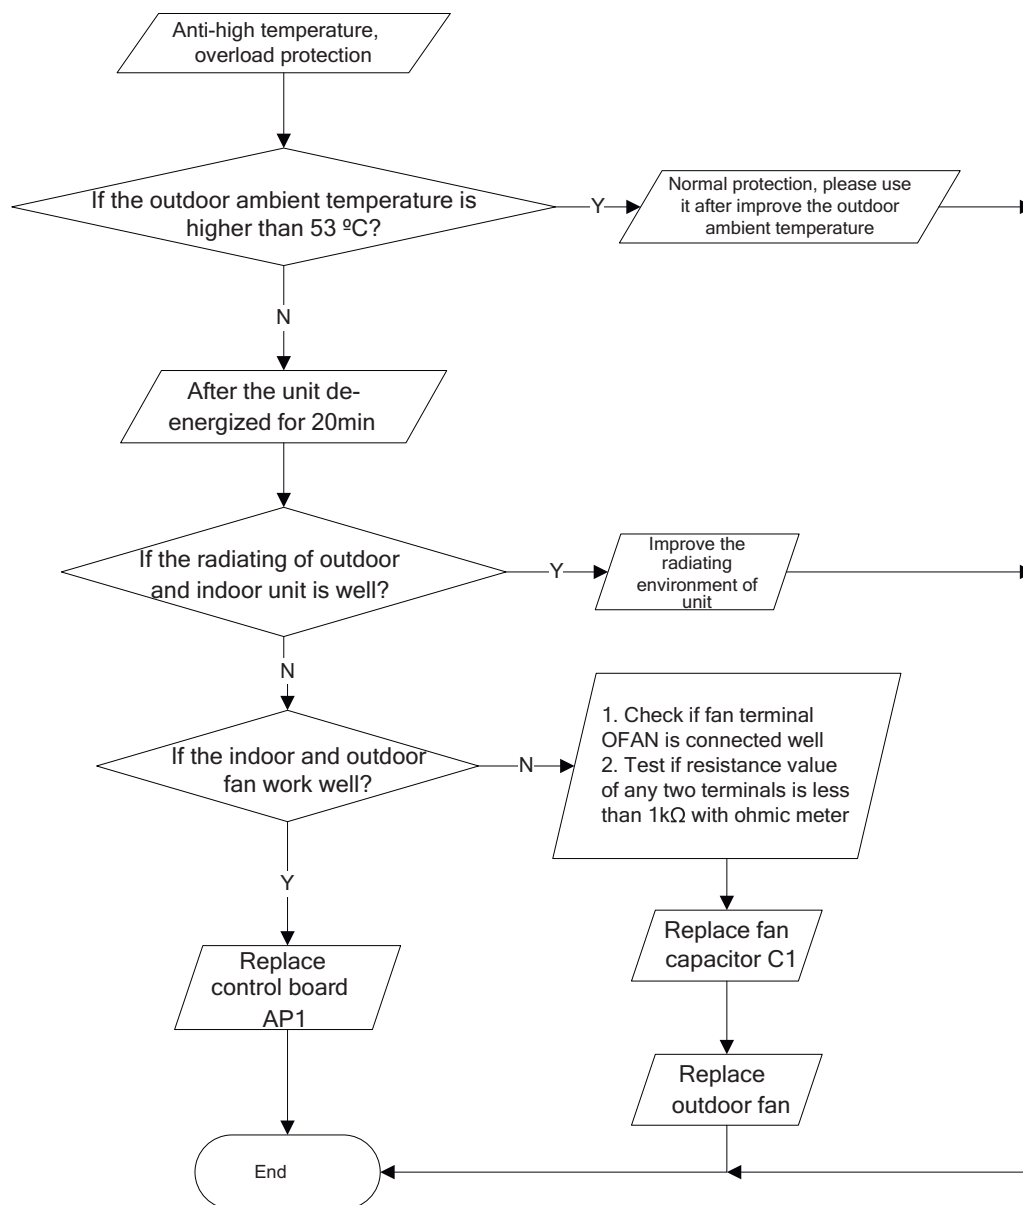 Anti-high temperature,
overload protection
If the outdoor ambient temperature is
higher than 53 ºC?
Y
Normal protection, please use
it after improve the outdoor
ambient temperature
N
After the unit de-
energized for 20min
If the radiating of outdoor
and indoor unit is well?
Y
Improve the
radiating
environment of
unit
N
If the indoor and outdoor
fan work well?
N
1. Check if fan terminal
OFAN is connected well
2. Test if resistance value
of any two terminals is less
than 1kΩ with ohmic meter
Y
Replace fan
capacitor C1
Replace
control board
AP1
Replace
outdoor fan
End